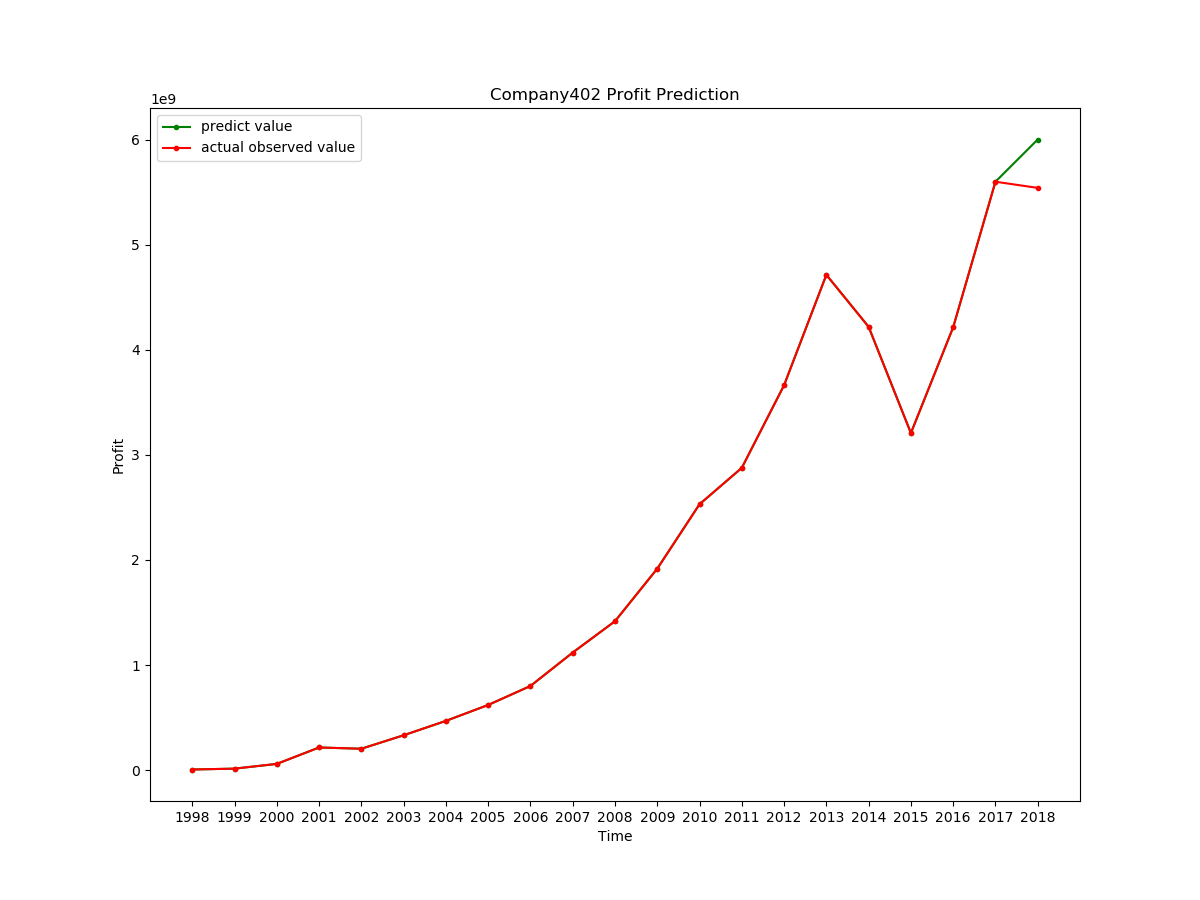 Company402 Profit Prediction
1e9
predict value
actual observed value
6
5
4
3
2
1
0
Profit
1998 1999 2000 2001 2002 2003 2004 2005 2006 2007 2008 2009 2010 2011 2012 2013 2014 2015 2016 2017 2018
Time